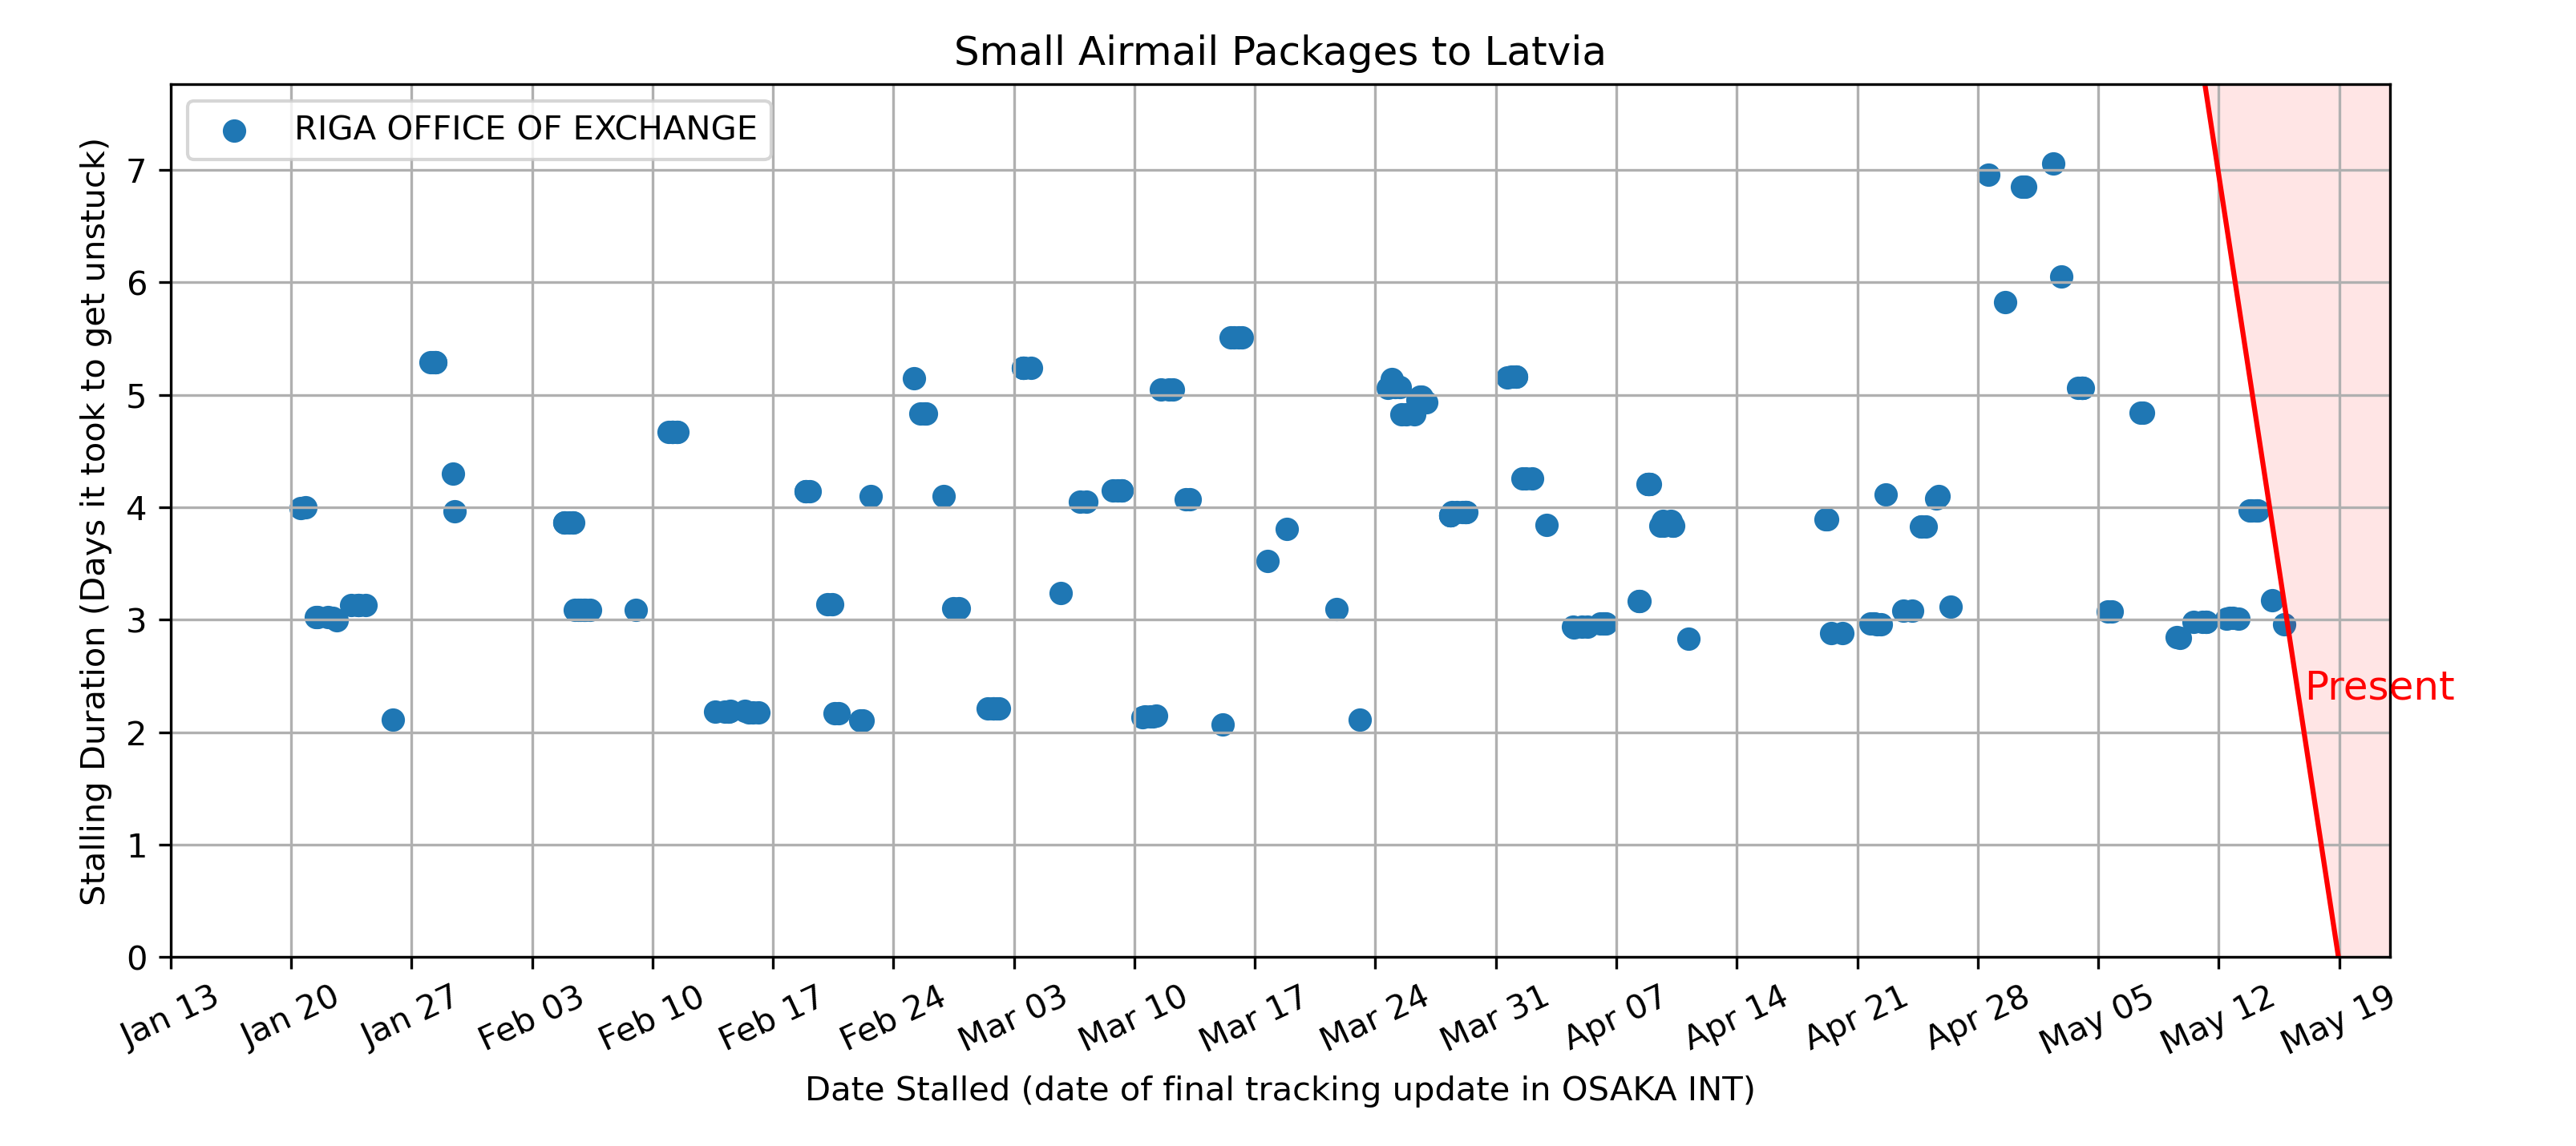 Small Airmail Packages to Latvia
RIGA OFFICE OF EXCHANGE
Stalling Duration (Days it took to get unstuck)
7
6
5
4
3
2
1
0
Present
Jan 13
Jan 20
Jan 27
Feb 03
Feb 10
Feb 17
Feb 24
Mar 03
Mar 10
Mar 17
Mar 24
Mar 31
Apr 07
Apr 14
Apr 21
Apr 28
May 05
May 12
May 19
Date Stalled (date of final tracking update in OSAKA INT)